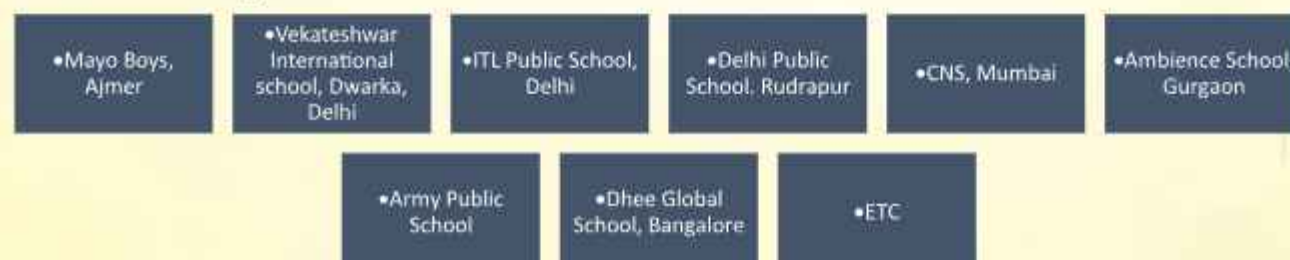 •Mayo Boys,
Ajmer
•Vekateshwar
International
school, Dwarka,
Delhi
•ITL Public School,
Delhi
•Delhi Public
School. Rudrapur
•CNS, Mumbai
•Ambience School
Gurgaon
•Army Public
School
•Dhee Global
School, Bangalore
•ETC